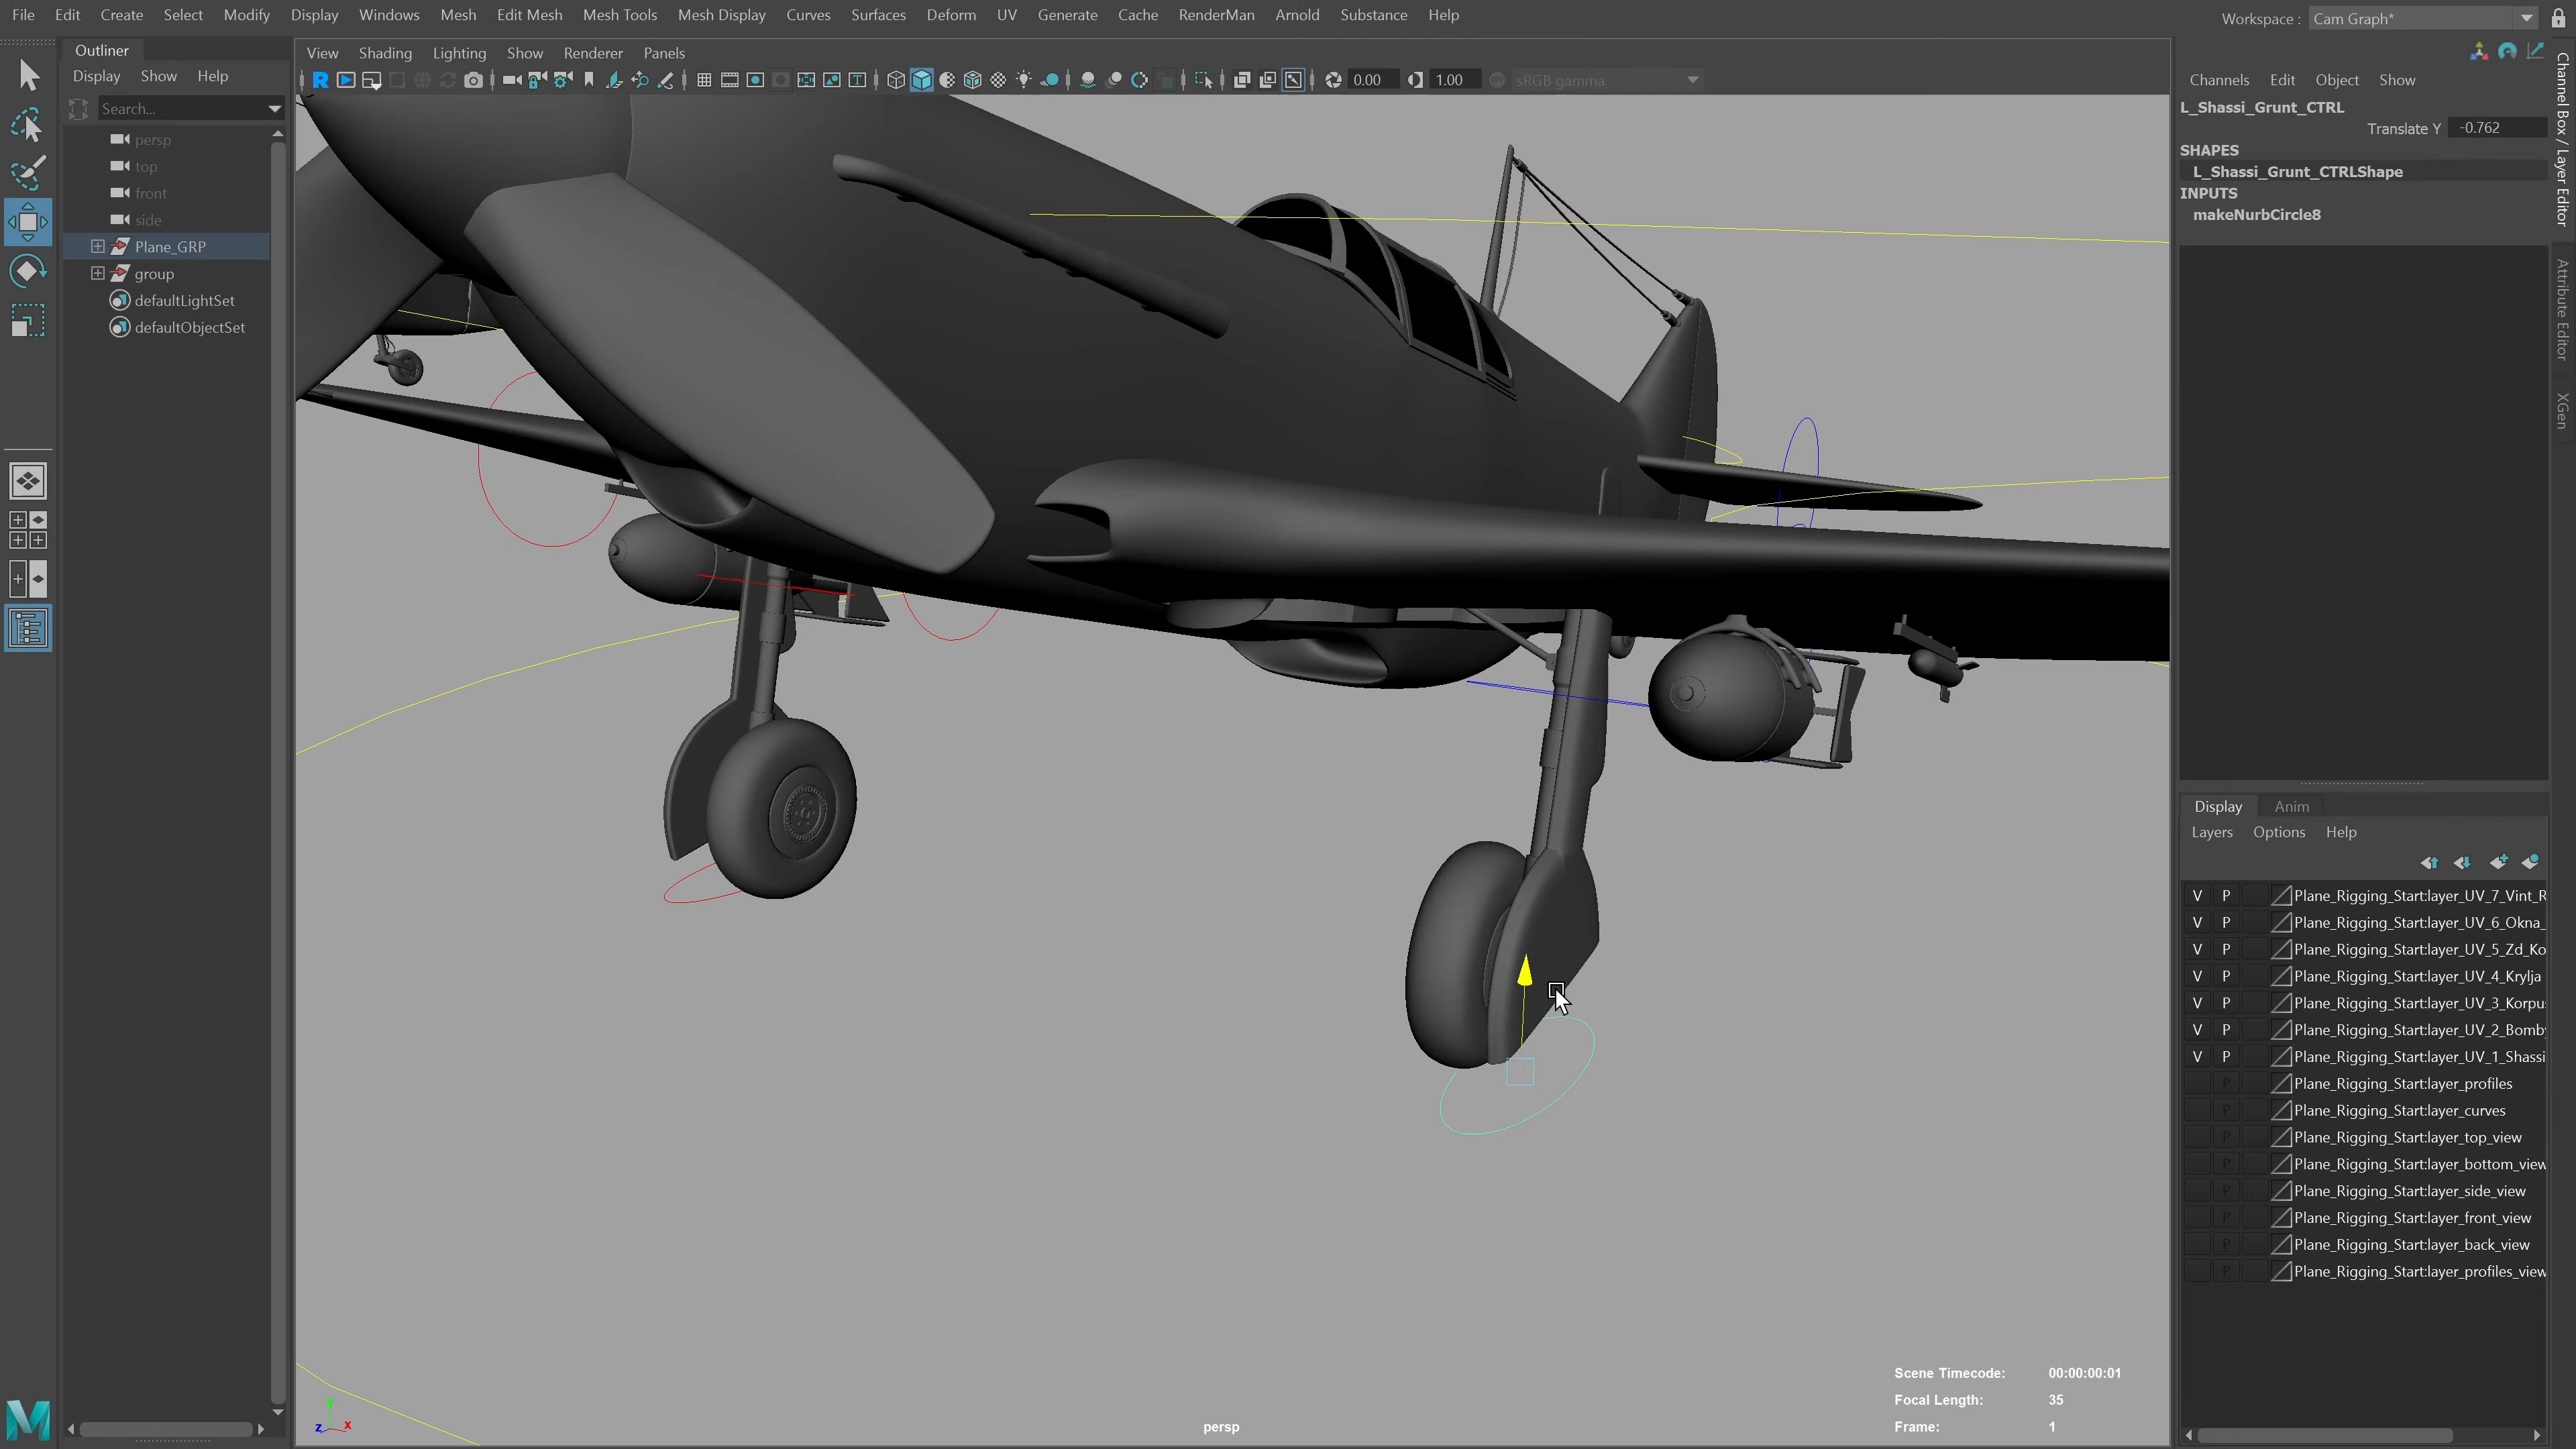 File Edit Create Select Modify Display Windows Mesh Edit Mesh Mesh Tools Mesh Display Curves Surfaces Deform UV Generate Cache RenderMan Arnold Substance Help
Workspace : Cam Graph*
Outliner
Display Show Help
Search...
persp
top
front
side
Plane_GRP
group
defaultLightSet
defaultObjectSet
View Shading Lighting Show Renderer Panels
0.00 1.00 sRGB gamma
Scene Timecode: 00:00:00:01
Focal Length: 35
Frame: 1
persp
y
z x
Channels Edit Object Show
L_Shassi_Grunt_CTRL
Translate Y -0.762
SHAPES
L_Shassi_Grunt_CTRLShape
INPUTS
makeNurbCircle8
Channel Box / Layer Editor
Attribute Editor
XGen
Display Anim
Layers Options Help
V P Plane_Rigging_Start:layer_UV_7_Vint_R
V P Plane_Rigging_Start:layer_UV_6_Okna_
V P Plane_Rigging_Start:layer_UV_5_Zd_Ko
V P Plane_Rigging_Start:layer_UV_4_Krylja
V P Plane_Rigging_Start:layer_UV_3_Korpu
V P Plane_Rigging_Start:layer_UV_2_Bomb
V P Plane_Rigging_Start:layer_UV_1_Shassi
P Plane_Rigging_Start:layer_profiles
P Plane_Rigging_Start:layer_curves
P Plane_Rigging_Start:layer_top_view
P Plane_Rigging_Start:layer_bottom_view
P Plane_Rigging_Start:layer_side_view
P Plane_Rigging_Start:layer_front_view
P Plane_Rigging_Start:layer_back_view
P Plane_Rigging_Start:layer_profiles_view